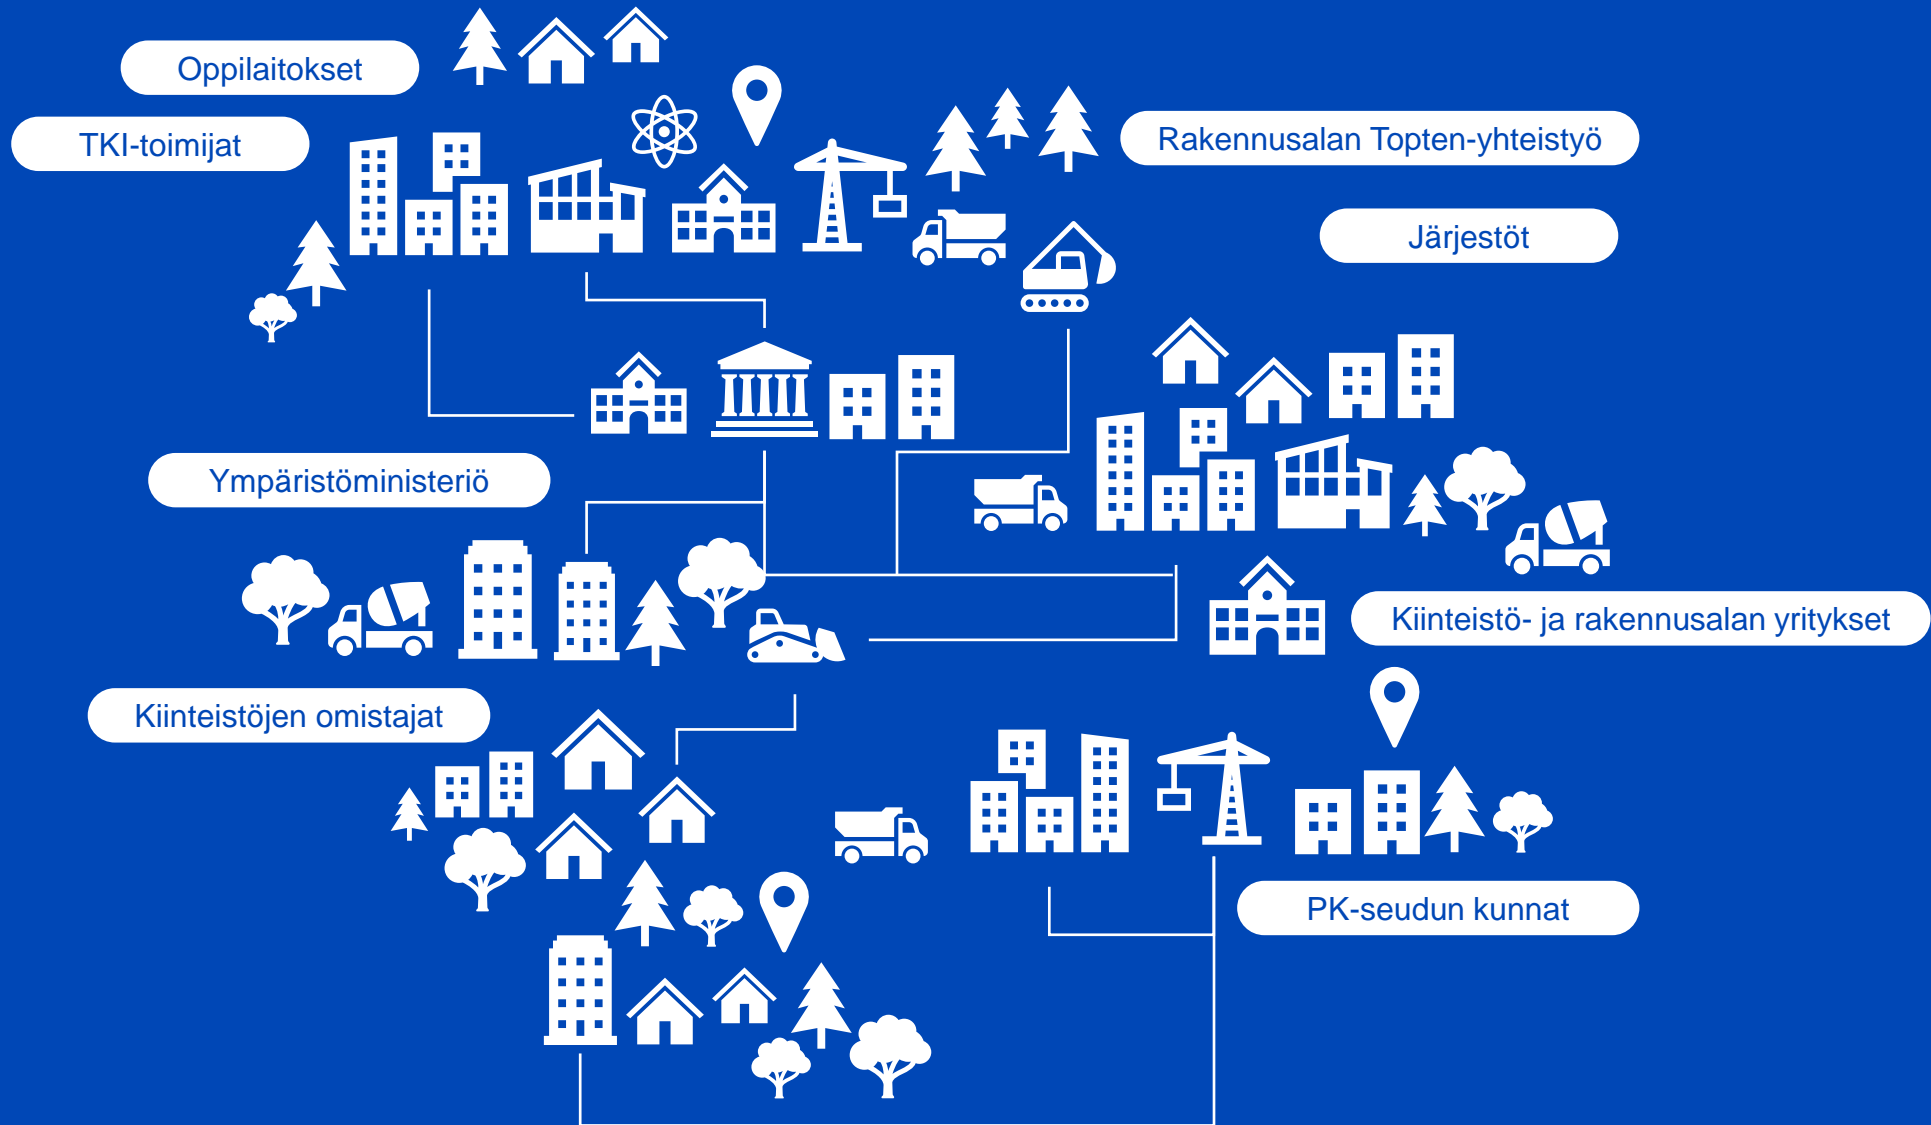 Oppilaitokset
TKI-toimijat
Rakennusalan Topten-yhteistyö
Järjestöt
Ympäristöministeriö
Kiinteistö- ja rakennusalan yritykset
Kiinteistöjen omistajat
PK-seudun kunnat